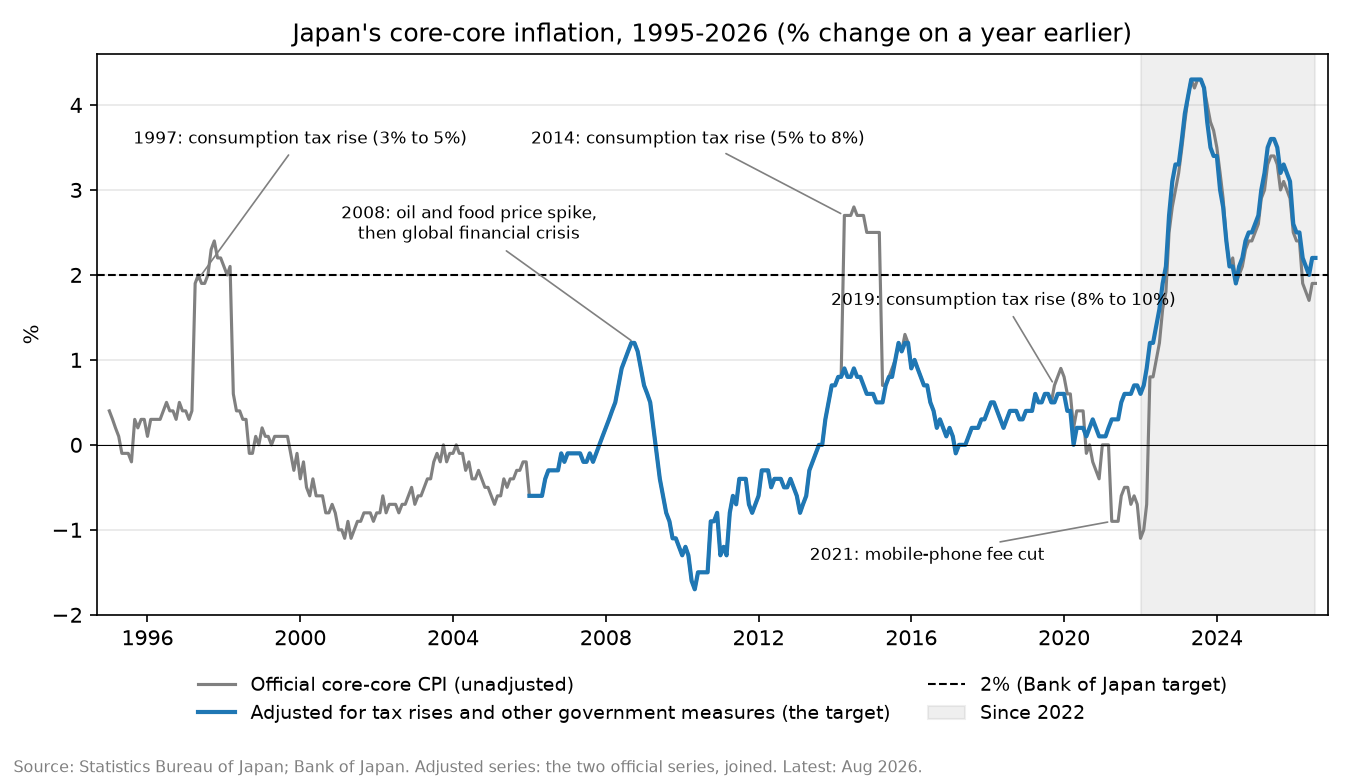 Japan's core-core inflation, 1995-2026 (% change on a year earlier)
%
4
3
2
1
0
−1
−2
1997: consumption tax rise (3% to 5%)
2014: consumption tax rise (5% to 8%)
2008: oil and food price spike,
then global financial crisis
2019: consumption tax rise (8% to 10%)
2021: mobile-phone fee cut
1996
2000
2004
2008
2012
2016
2020
2024
Official core-core CPI (unadjusted)
Adjusted for tax rises and other government measures (the target)
2% (Bank of Japan target)
Since 2022
Source: Statistics Bureau of Japan; Bank of Japan. Adjusted series: the two official series, joined. Latest: Aug 2026.